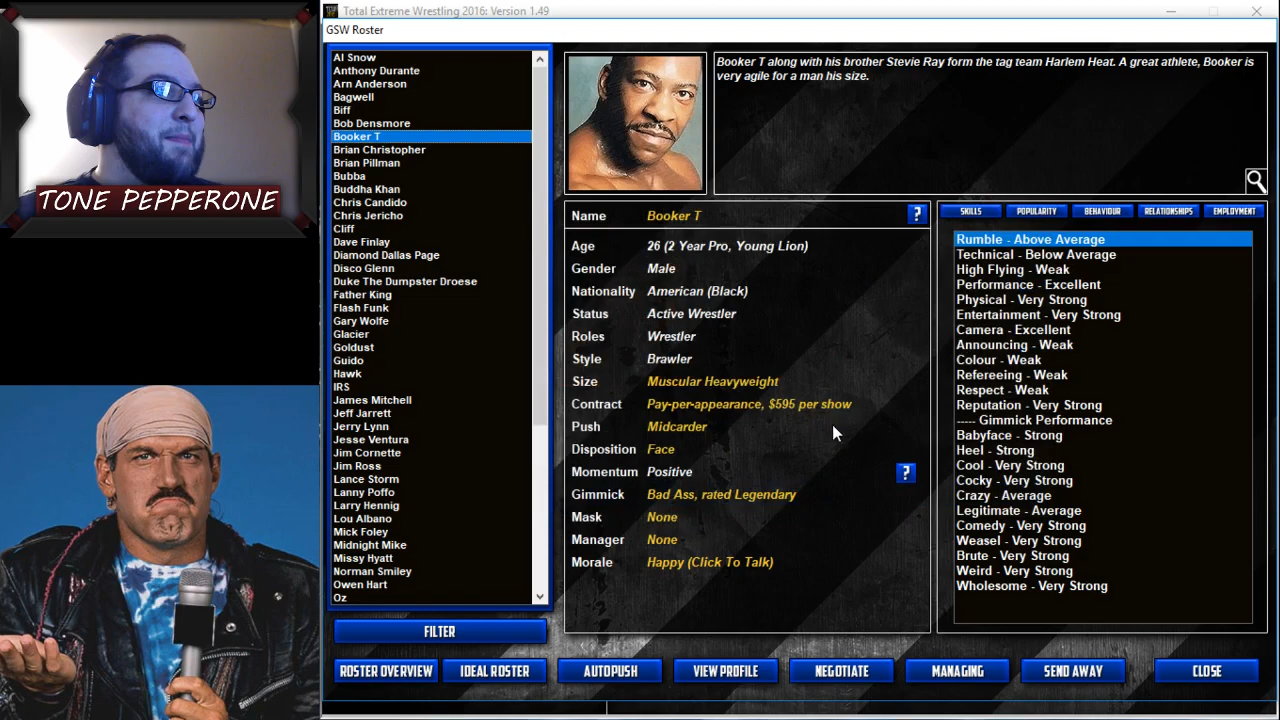 Total Extreme Wrestling 2016: Version 1.49
GSW Roster
TONE PEPPERONE
Al Snow
Anthony Durante
Arn Anderson
Bagwell
Biff
Bob Densmore
Booker T
Brian Christopher
Brian Pillman
Bubba
Buddha Khan
Chris Candido
Chris Jericho
Cliff
Dave Finlay
Diamond Dallas Page
Disco Glenn
Duke The Dumpster Droese
Father King
Flash Funk
Gary Wolfe
Glacier
Goldust
Guido
Hawk
IRS
James Mitchell
Jeff Jarrett
Jerry Lynn
Jesse Ventura
Jim Cornette
Jim Ross
Lance Storm
Lanny Poffo
Larry Hennig
Lou Albano
Mick Foley
Midnight Mike
Missy Hyatt
Norman Smiley
Owen Hart
Oz
FILTER
Booker T along with his brother Stevie Ray form the tag team Harlem Heat. A great athlete, Booker is
very agile for a man his size.
Name Booker T ?
Age 26 (2 Year Pro, Young Lion)
Gender Male
Nationality American (Black)
Status Active Wrestler
Roles Wrestler
Style Brawler
Size Muscular Heavyweight
Contract Pay-per-appearance, $595 per show
Push Midcarder
Disposition Face
Momentum Positive ?
Gimmick Bad Ass, rated Legendary
Mask None
Manager None
Morale Happy (Click To Talk)
SKILLS POPULARITY BEHAVIOUR RELATIONSHIPS EMPLOYMENT
Rumble - Above Average
Technical - Below Average
High Flying - Weak
Performance - Excellent
Physical - Very Strong
Entertainment - Very Strong
Camera - Excellent
Announcing - Weak
Colour - Weak
Refereeing - Weak
Respect - Weak
Reputation - Very Strong
----- Gimmick Performance
Babyface - Strong
Heel - Strong
Cool - Very Strong
Cocky - Very Strong
Crazy - Average
Legitimate - Average
Comedy - Very Strong
Weasel - Very Strong
Brute - Very Strong
Weird - Very Strong
Wholesome - Very Strong
ROSTER OVERVIEW IDEAL ROSTER AUTOPUSH VIEW PROFILE NEGOTIATE MANAGING SEND AWAY CLOSE